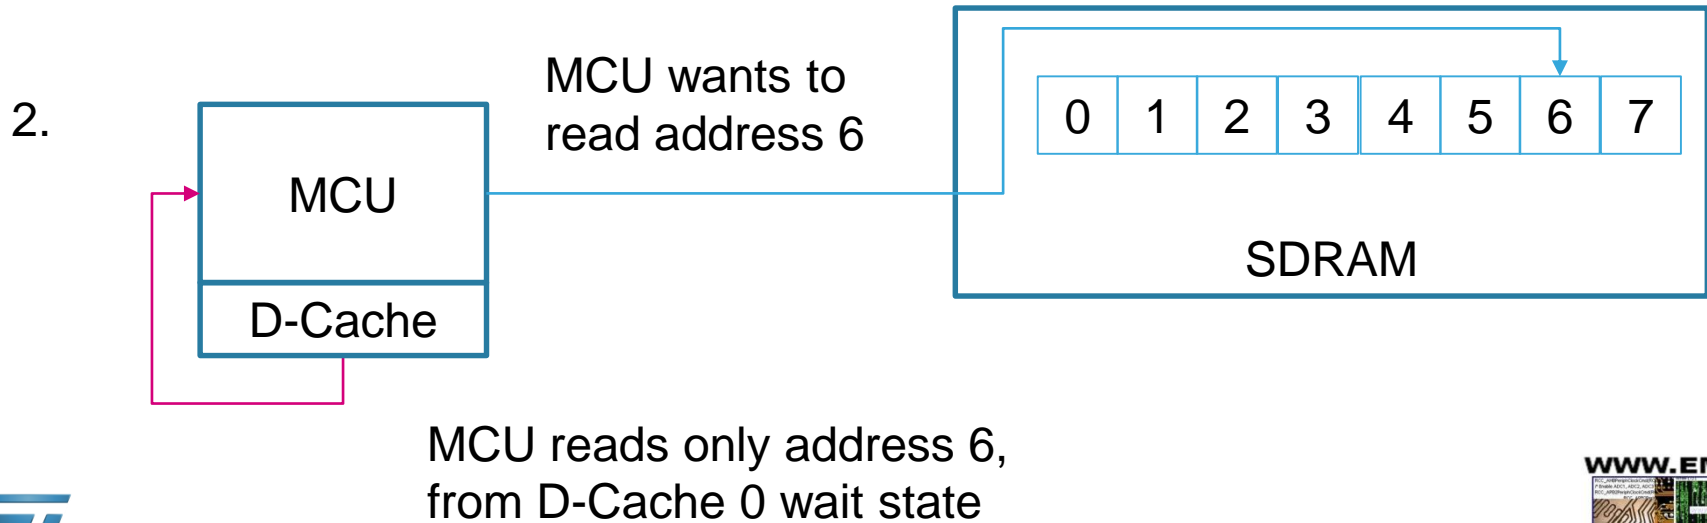 2.
MCU wants to
read address 6
0 1 2 3 4 5 6 7
MCU
SDRAM
D-Cache
MCU reads only address 6,
from D-Cache 0 wait state